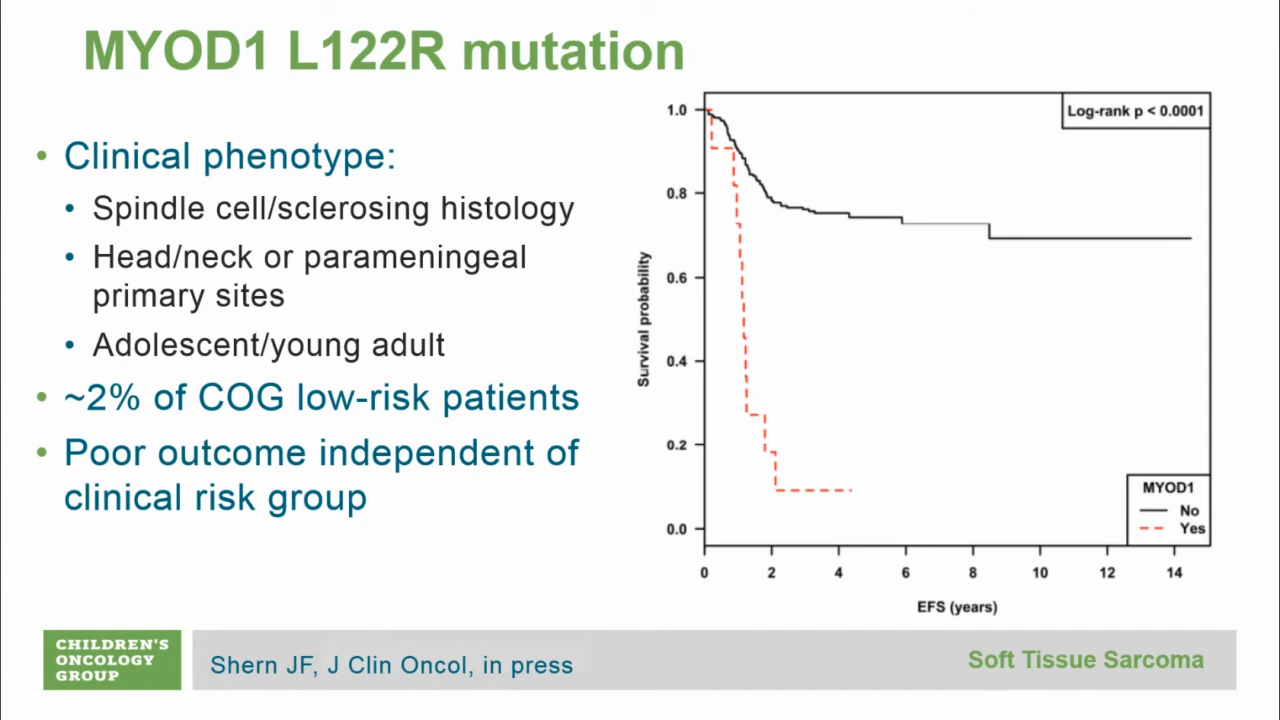 MYOD1 L122R mutation
• Clinical phenotype:
• Spindle cell/sclerosing histology
• Head/neck or parameningeal
primary sites
• Adolescent/young adult
• ~2% of COG low-risk patients
• Poor outcome independent of
clinical risk group
Log-rank p < 0.0001
1.0
0.8
0.6
0.4
0.2
0.0
Survival probability
MYOD1
No
Yes
0 2 4 6 8 10 12 14
EFS (years)
CHILDREN'S
ONCOLOGY
GROUP
Shern JF, J Clin Oncol, in press
Soft Tissue Sarcoma